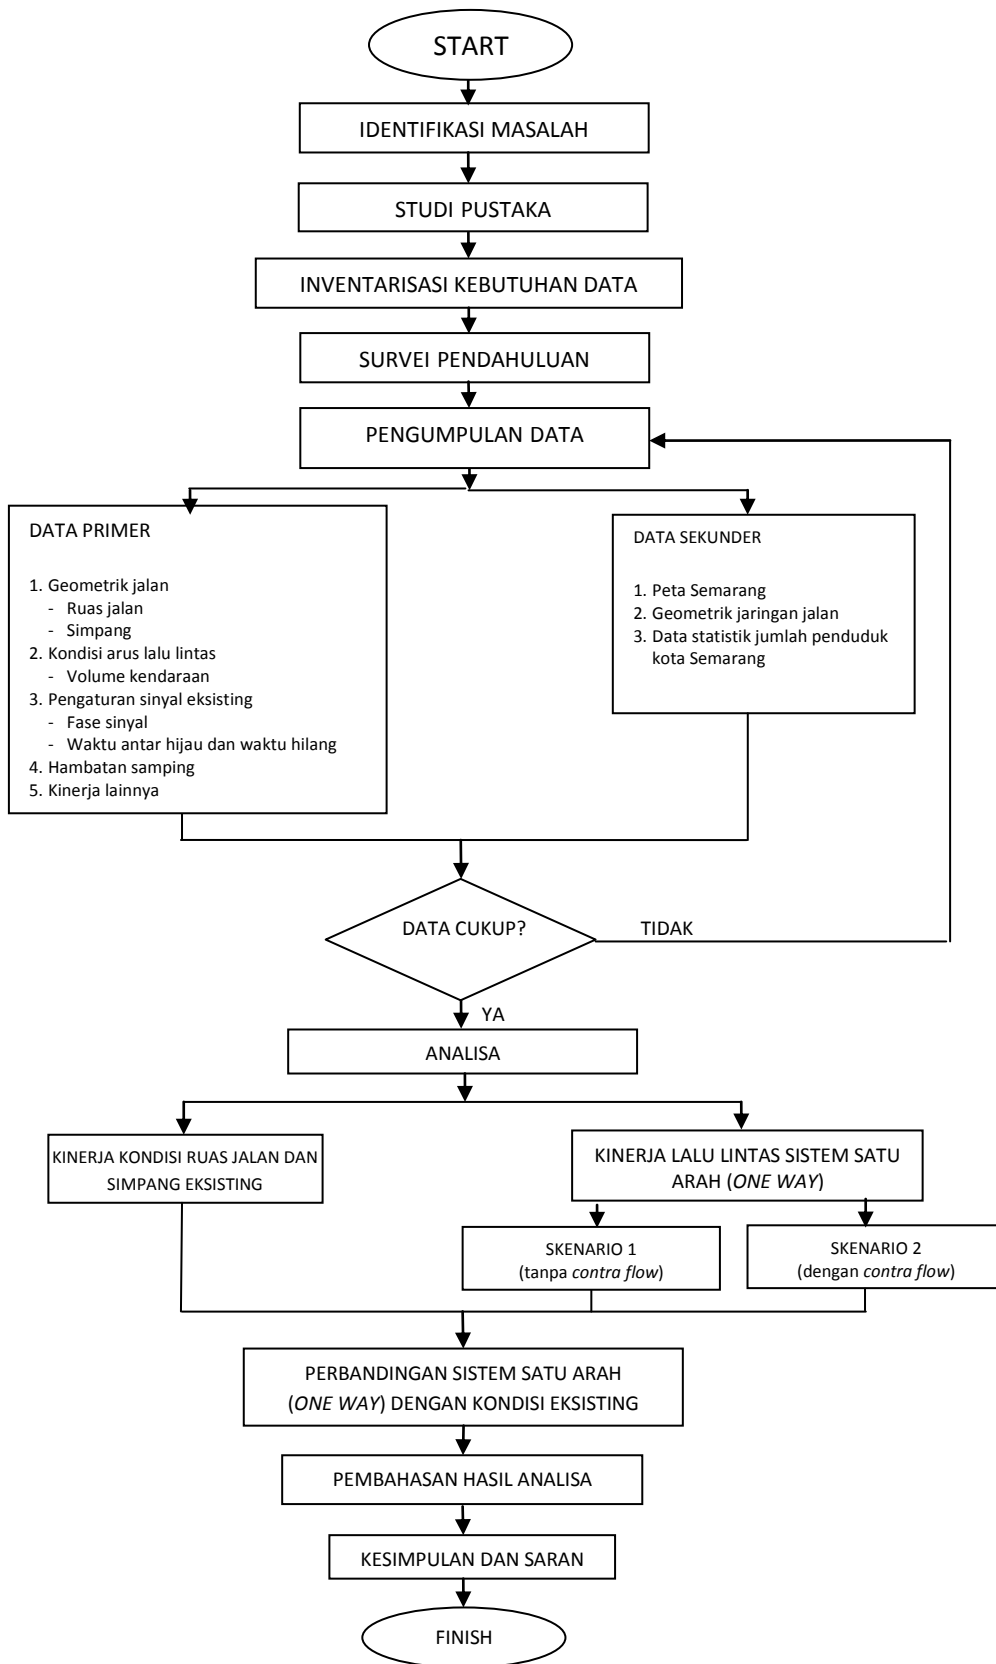 START
IDENTIFIKASI MASALAH
STUDI PUSTAKA
INVENTARISASI KEBUTUHAN DATA
SURVEI PENDAHULUAN
PENGUMPULAN DATA
DATA PRIMER
1. Geometrik jalan
- Ruas jalan
- Simpang
2. Kondisi arus lalu lintas
- Volume kendaraan
3. Pengaturan sinyal eksisting
- Fase sinyal
- Waktu antar hijau dan waktu hilang
4. Hambatan samping
5. Kinerja lainnya
DATA SEKUNDER
1. Peta Semarang
2. Geometrik jaringan jalan
3. Data statistik jumlah penduduk
kota Semarang
DATA CUKUP?
TIDAK
YA
ANALISA
KINERJA KONDISI RUAS JALAN DAN
SIMPANG EKSISTING
KINERJA LALU LINTAS SISTEM SATU
ARAH (ONE WAY)
SKENARIO 1
(tanpa contra flow)
SKENARIO 2
(dengan contra flow)
PERBANDINGAN SISTEM SATU ARAH
(ONE WAY) DENGAN KONDISI EKSISTING
PEMBAHASAN HASIL ANALISA
KESIMPULAN DAN SARAN
FINISH